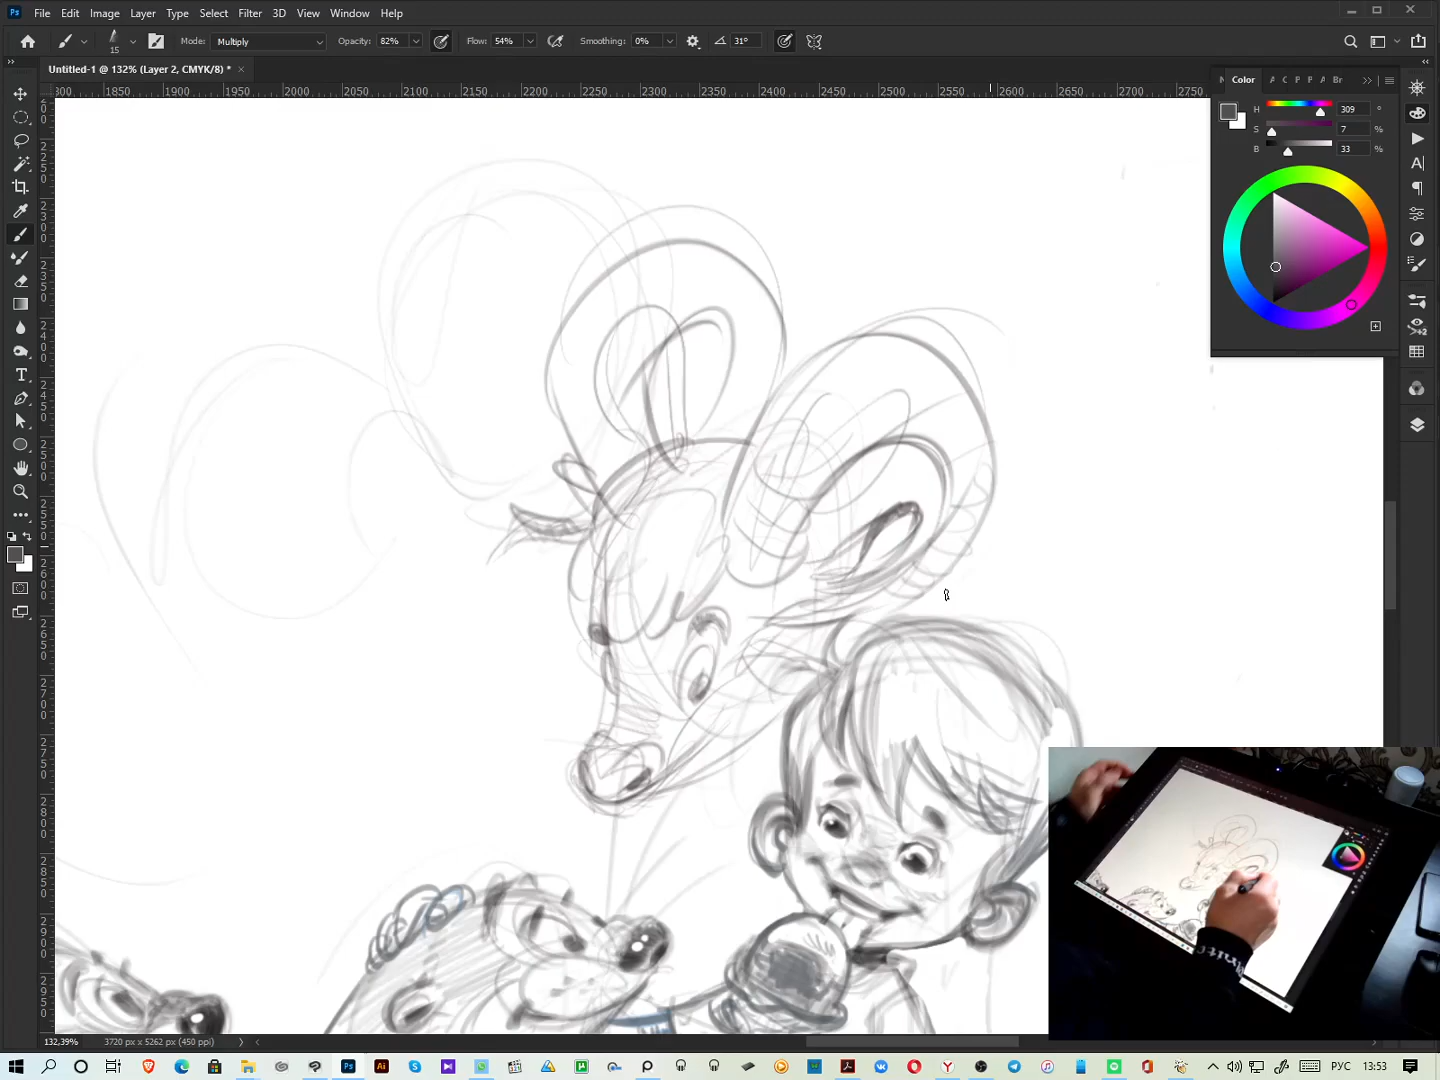 Ps File Edit Image Layer Type Select Filter 3D View Window Help
15 Mode: Multiply Opacity: 82% Flow: 54% Smoothing: 0% 31°
Untitled-1 @ 132% (Layer 2, CMYK/8) * ×
1850 1900 1950 2000 2050 2100 2150 2200 2250 2300 2350 2400 2450 2500 2550 2600 2650 2700 2750
Color
H 309 °
S 7 %
B 33 %
132,39% 3720 px x 5262 px (450 ppi)
РУС 13:53